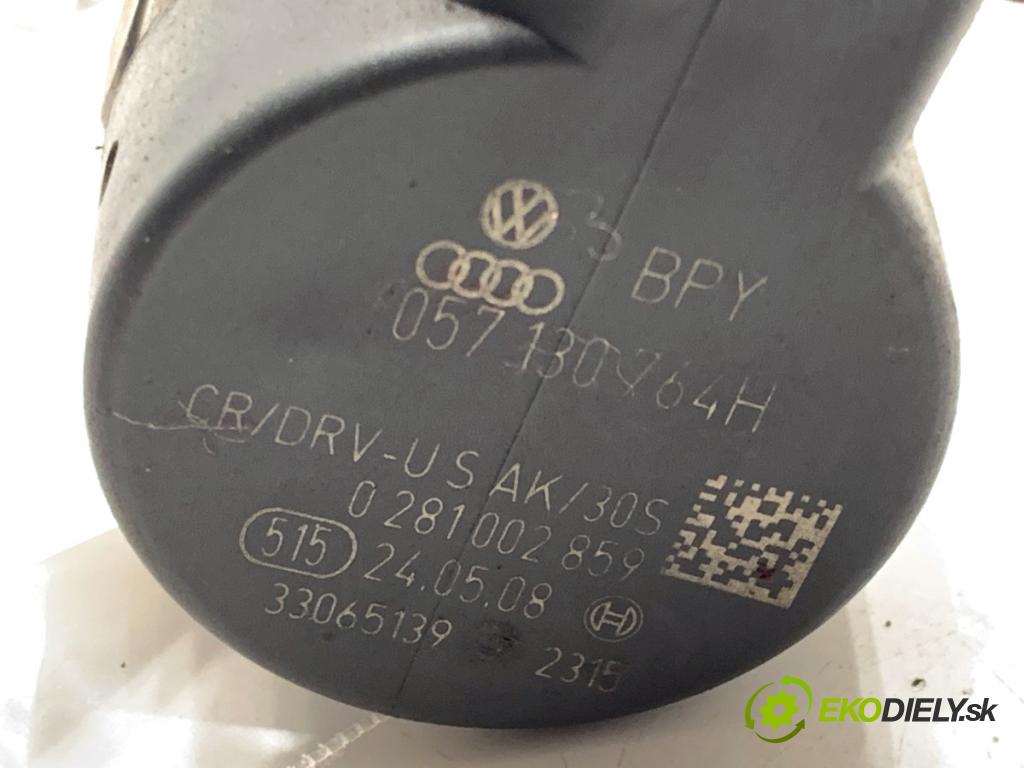 BPY
057 130 764H
CR/DRV-U S AK/30S
0 281 002 859
515 24.05.08
33065139 2315
EKODIELY.sk